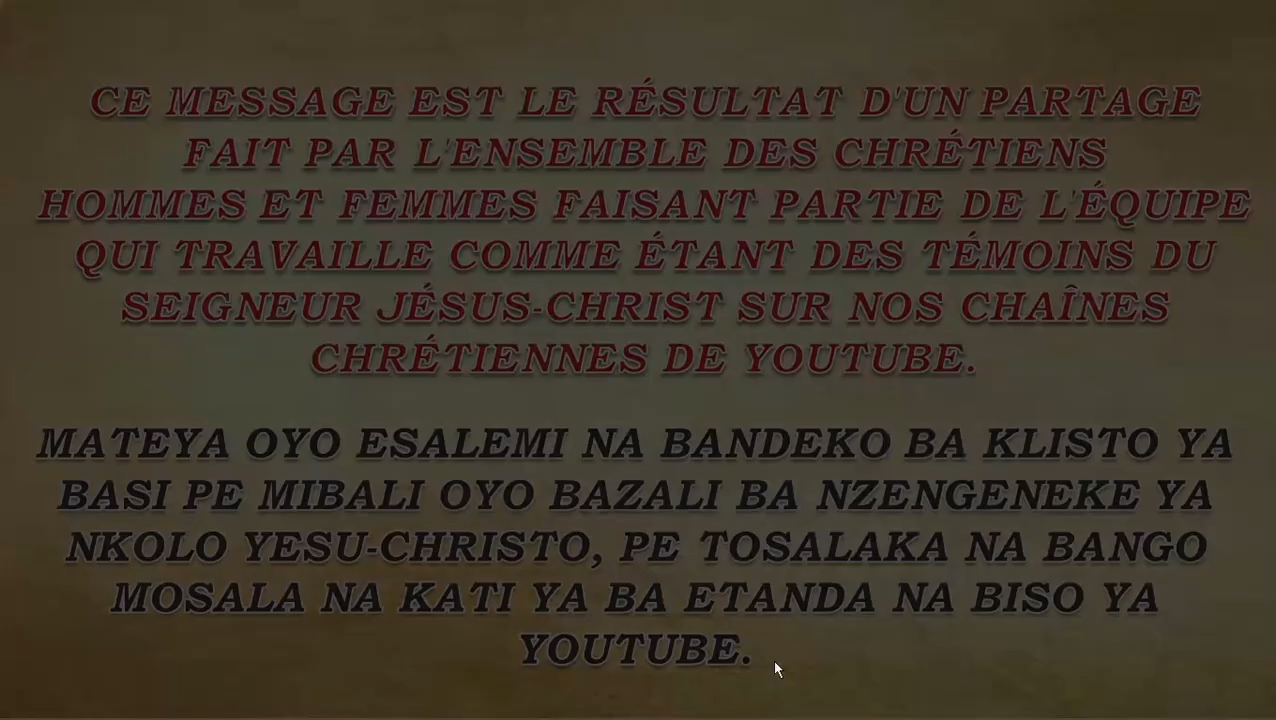 CE MESSAGE EST LE RÉSULTAT D'UN PARTAGE
FAIT PAR L'ENSEMBLE DES CHRÉTIENS
HOMMES ET FEMMES FAISANT PARTIE DE L'ÉQUIPE
QUI TRAVAILLE COMME ÉTANT DES TÉMOINS DU
SEIGNEUR JÉSUS-CHRIST SUR NOS CHAÎNES
CHRÉTIENNES DE YOUTUBE.
MATEYA OYO ESALEMI NA BANDEKO BA KLISTO YA
BASI PE MIBALI OYO BAZALI BA NZENGENEKE YA
NKOLO YESU-CHRISTO, PE TOSALAKA NA BANGO
MOSALA NA KATI YA BA ETANDA NA BISO YA
YOUTUBE.